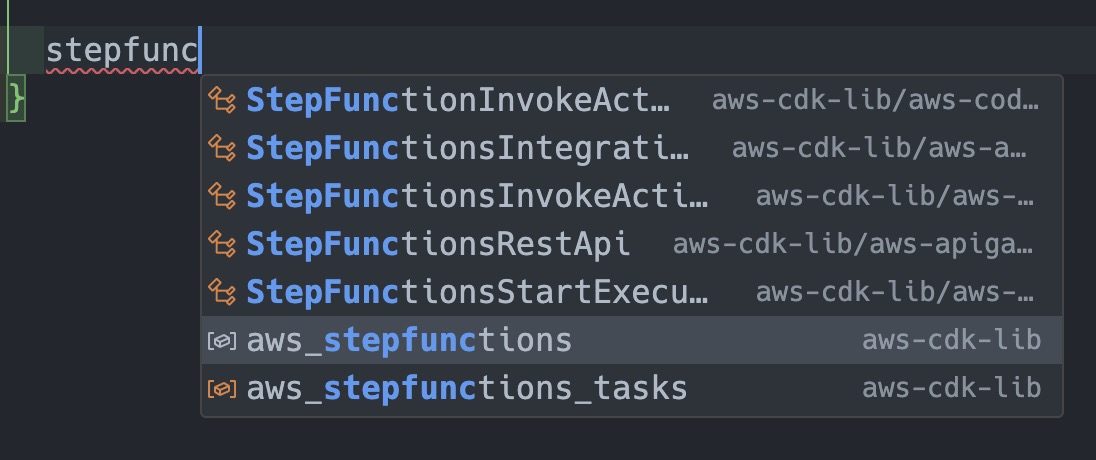 stepfunc
StepFunctionInvokeAct… aws-cdk-lib/aws-cod…
}
StepFunctionsIntegrati… aws-cdk-lib/aws-a…
StepFunctionsInvokeActi… aws-cdk-lib/aws-…
StepFunctionsRestApi aws-cdk-lib/aws-apiga…
StepFunctionsStartExecu… aws-cdk-lib/aws-…
aws_stepfunctions aws-cdk-lib
aws_stepfunctions_tasks aws-cdk-lib